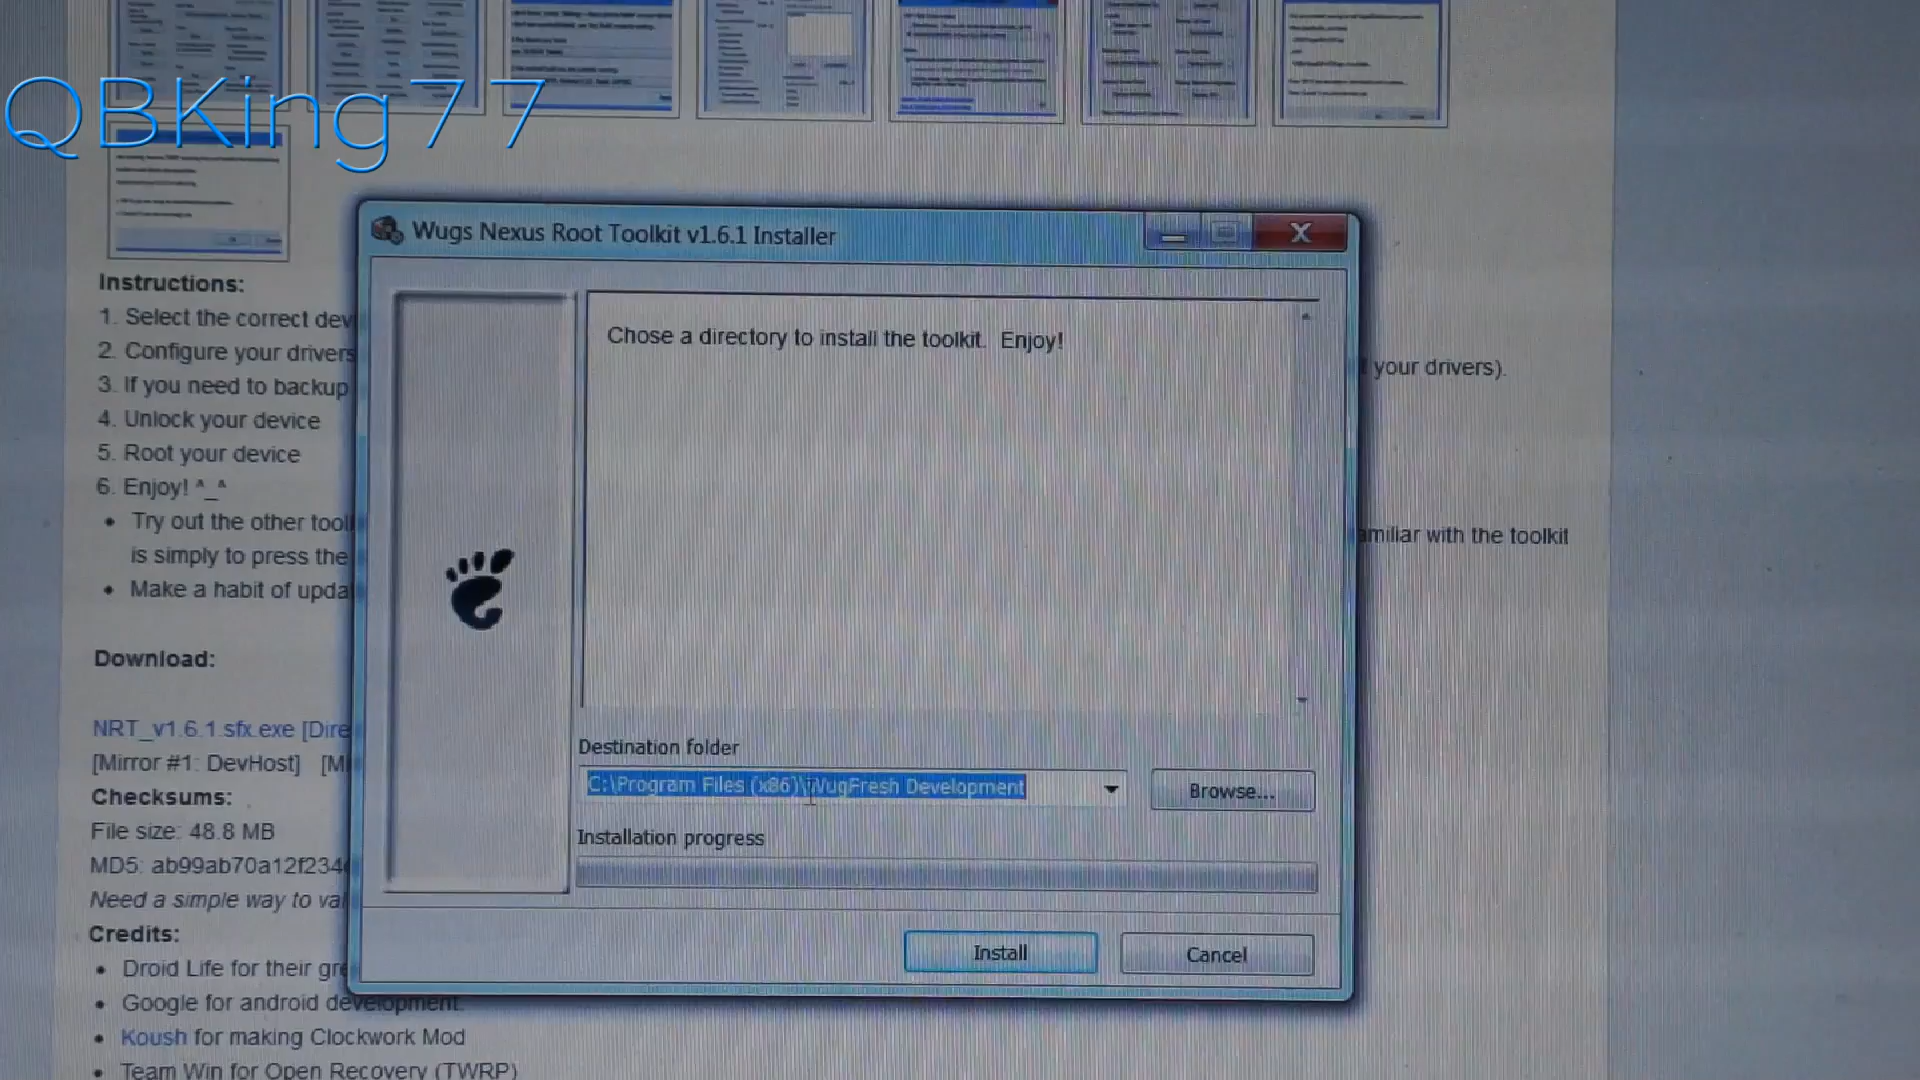 QBKing77
Wugs Nexus Root Toolkit v1.6.1 Installer
X
Instructions:
1. Select the correct dev
2. Configure your drivers
your drivers).
3. If you need to backup
4. Unlock your device
5. Root your device
6. Enjoy! ^_^
Try out the other tool
amiliar with the toolkit
is simply to press the
Make a habit of upda
Chose a directory to install the toolkit. Enjoy!
Download:
NRT_v1.6.1.sfx.exe [Dire
[Mirror #1: DevHost] [M
Checksums:
File size: 48.8 MB
MD5: ab99ab70a12f234
Need a simple way to val
Credits:
Droid Life for their gre
Google for android development.
Koush for making Clockwork Mod
Team Win for Open Recovery (TWRP)
Destination folder
C:\Program Files (x86)\WugFresh Development
Browse...
Installation progress
Install
Cancel